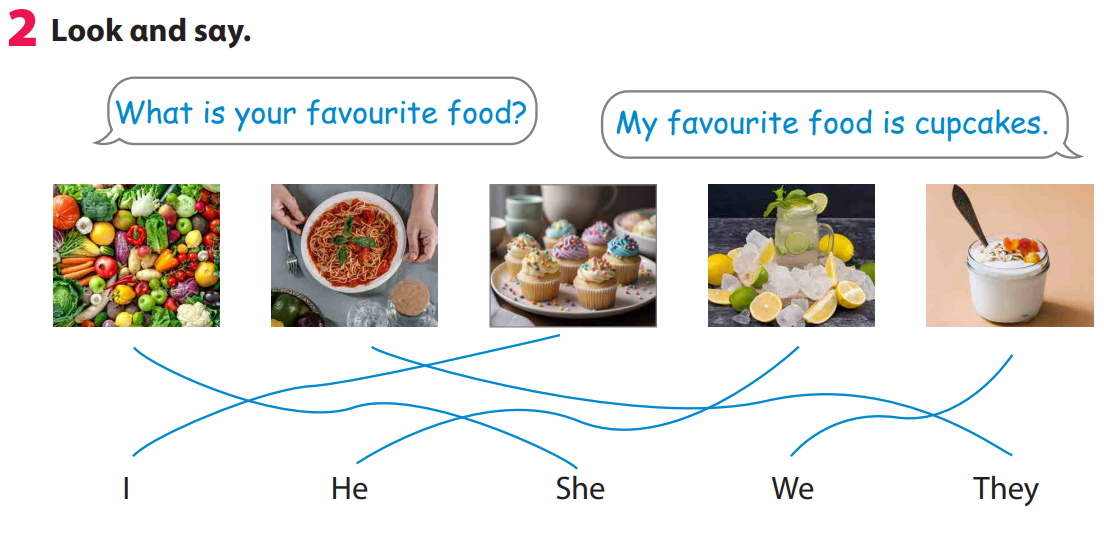 2 Look and say.
What is your favourite food?
My favourite food is cupcakes.
I He She We They